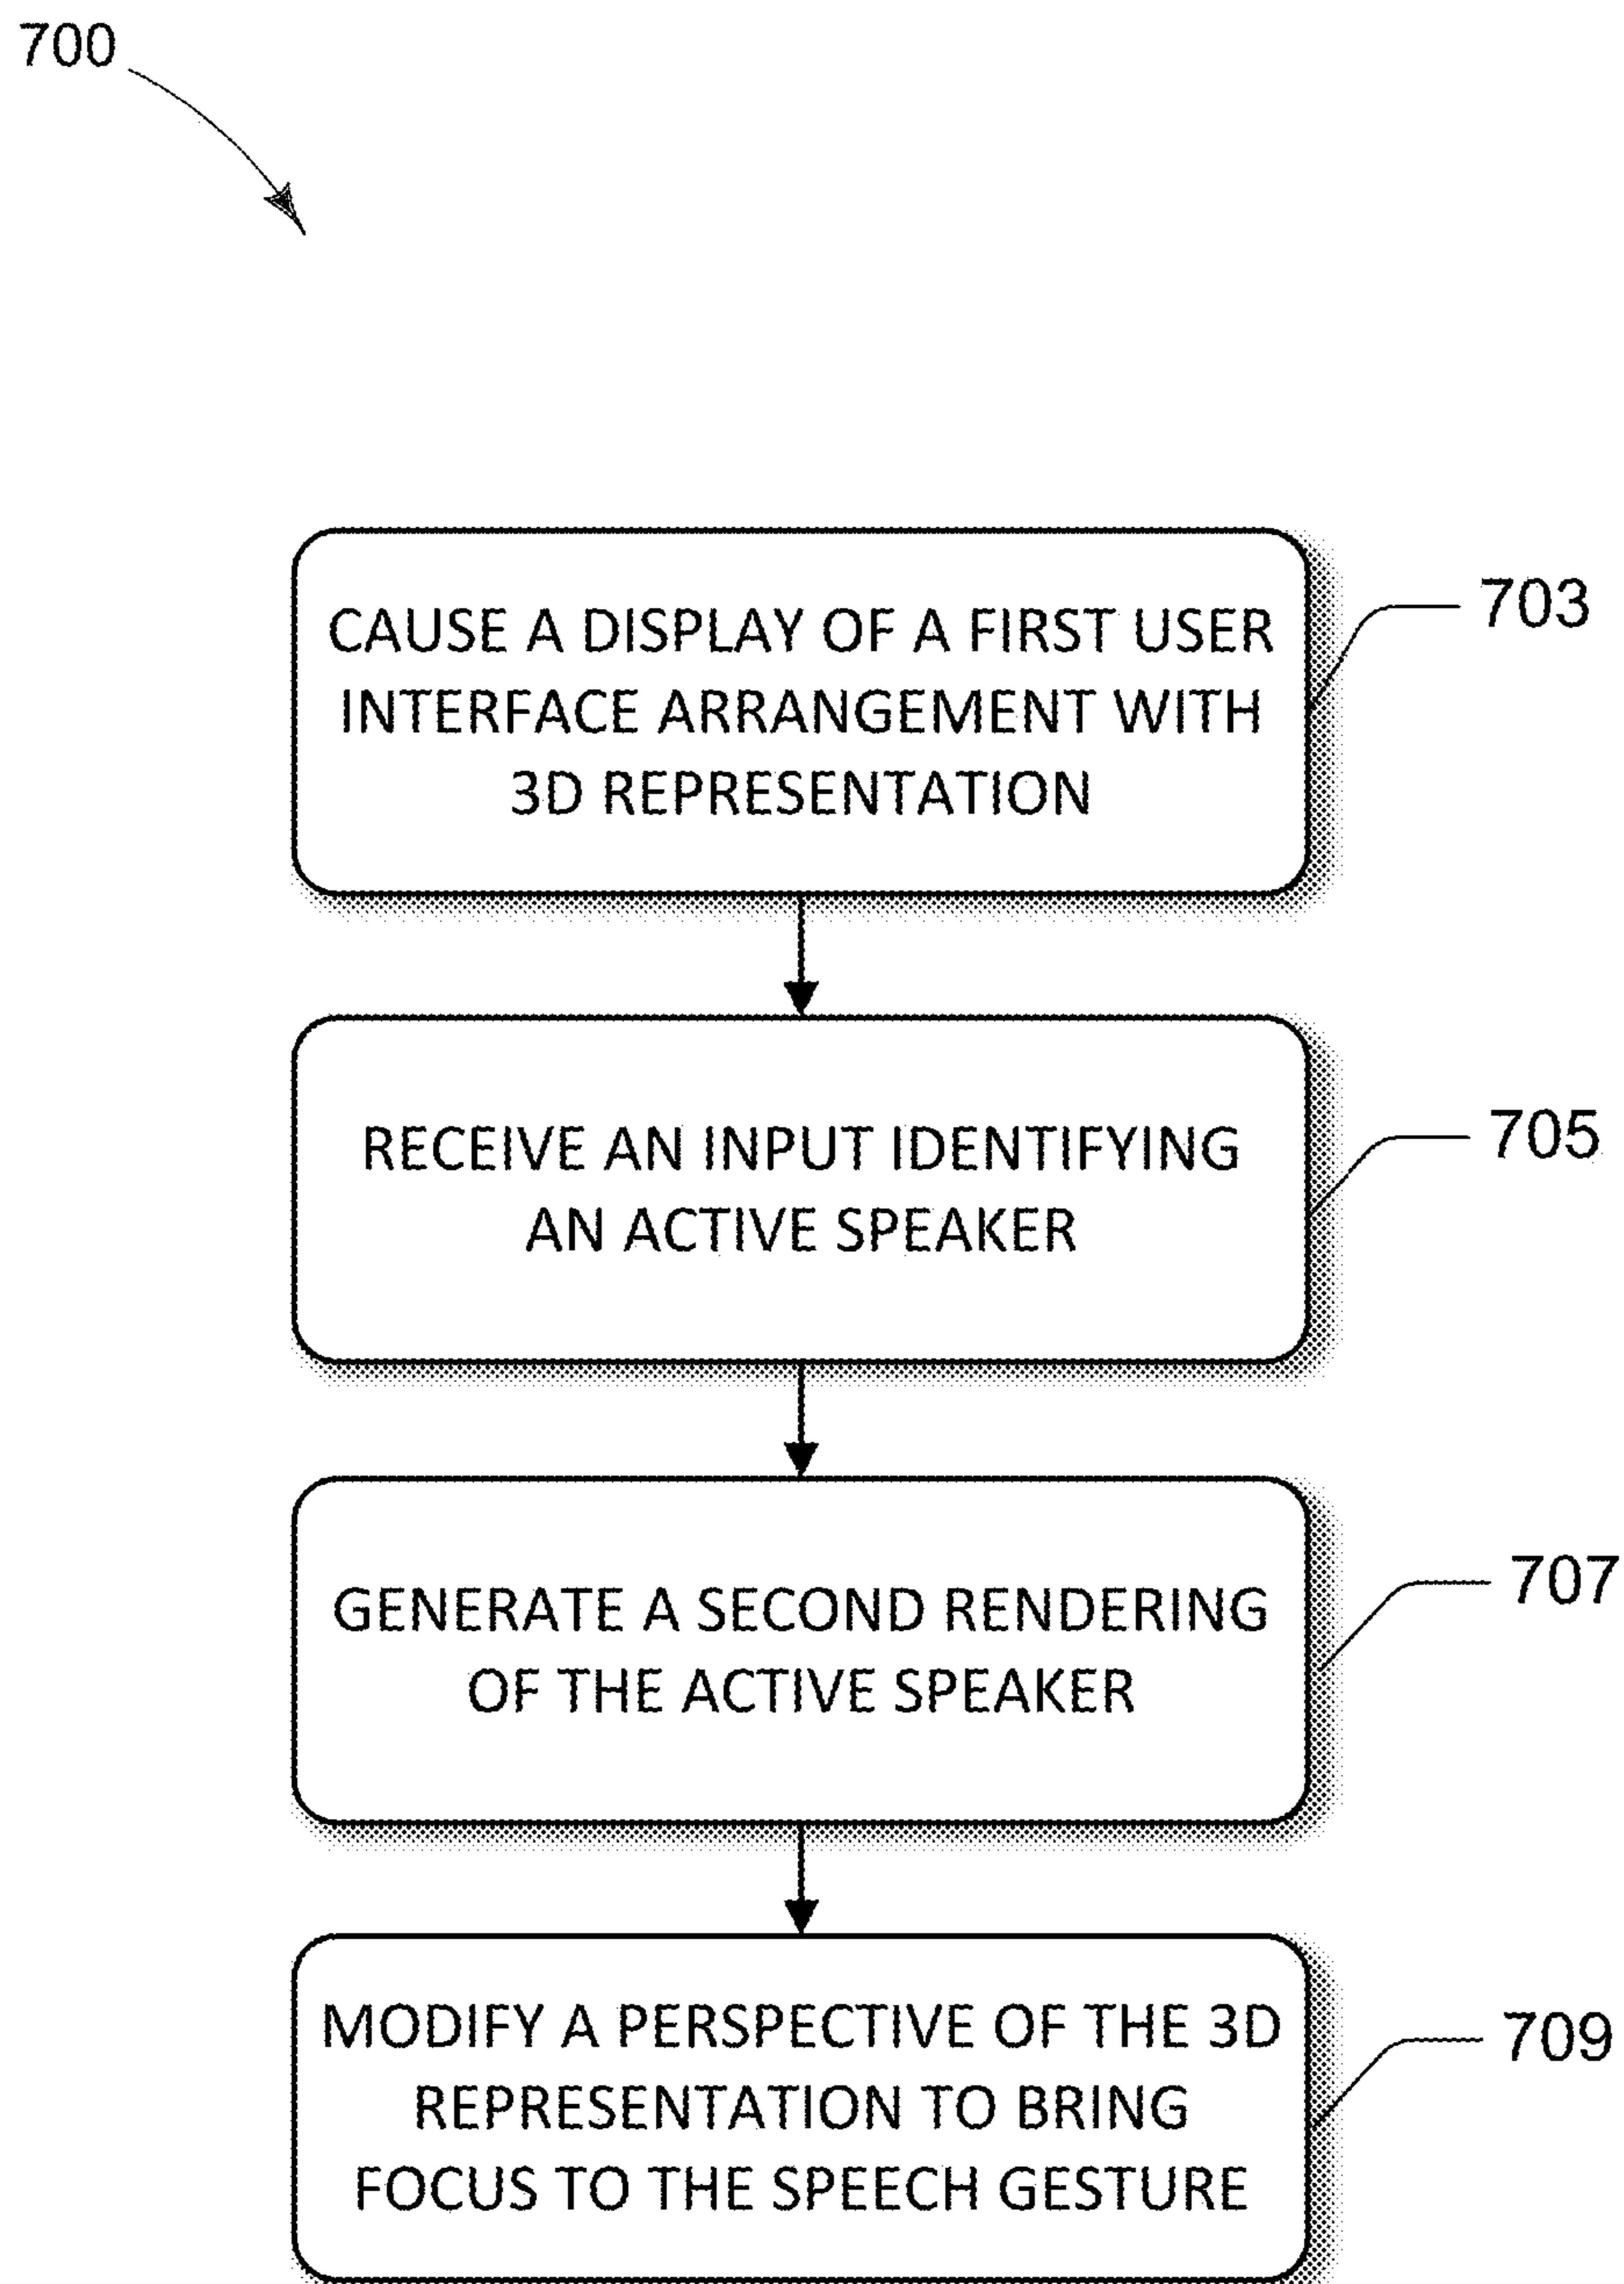 700
CAUSE A DISPLAY OF A FIRST USER
INTERFACE ARRANGEMENT WITH
3D REPRESENTATION
703
RECEIVE AN INPUT IDENTIFYING
AN ACTIVE SPEAKER
705
GENERATE A SECOND RENDERING
OF THE ACTIVE SPEAKER
707
MODIFY A PERSPECTIVE OF THE 3D
REPRESENTATION TO BRING
FOCUS TO THE SPEECH GESTURE
709